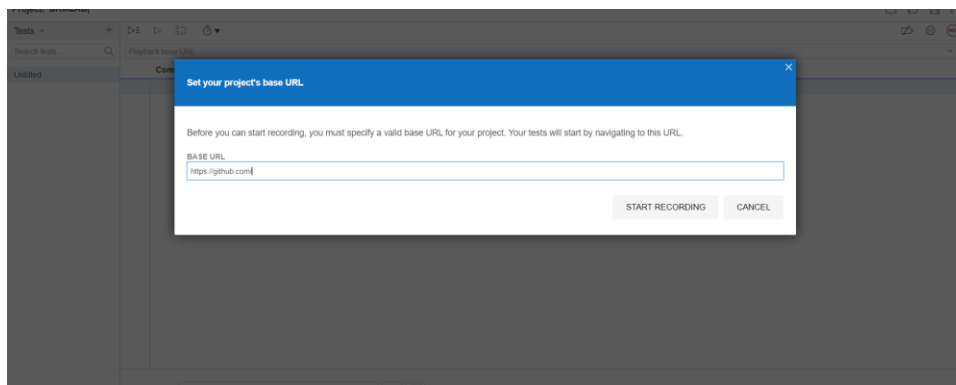 Project:
Tests
Search tests...
Playback base URL
Untitled
Com
Set your project's base URL
Before you can start recording, you must specify a valid base URL for your project. Your tests will start by navigating to this URL.
BASE URL
https://github.com/
START RECORDING
CANCEL